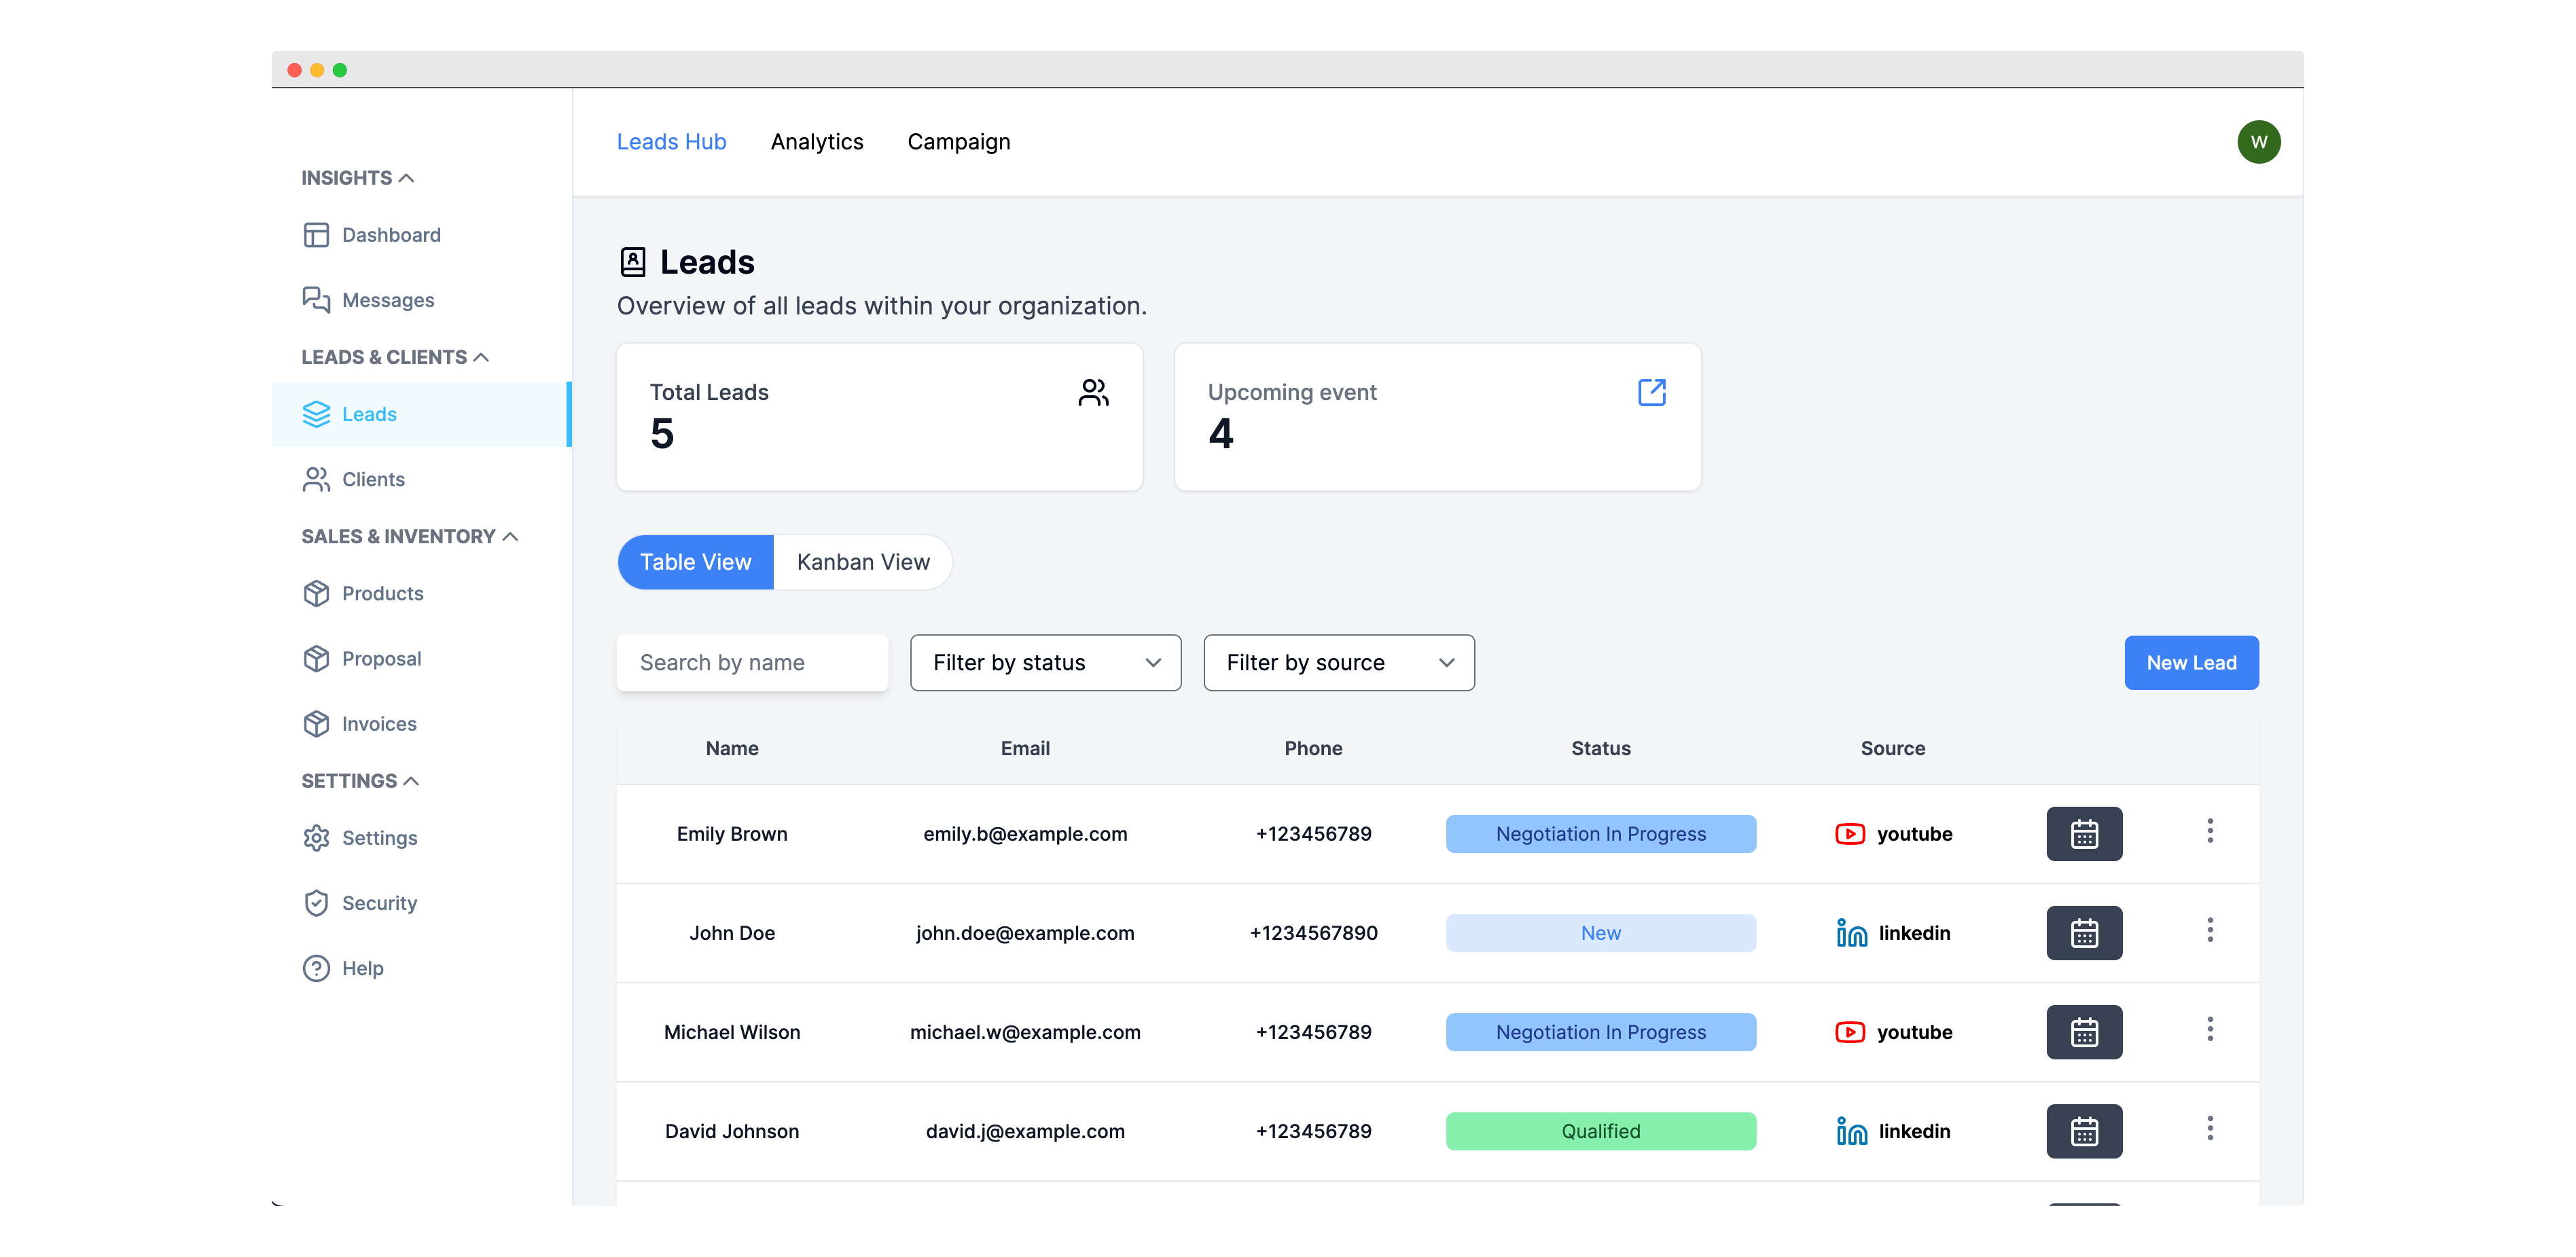 Leads Hub Analytics Campaign W
INSIGHTS
Dashboard
Messages
LEADS & CLIENTS
Leads
Clients
SALES & INVENTORY
Products
Proposal
Invoices
SETTINGS
Settings
Security
Help
Leads
Overview of all leads within your organization.
Total Leads
5
Upcoming event
4
Table View Kanban View
Search by name Filter by status Filter by source New Lead
Name Email Phone Status Source
Emily Brown emily.b@example.com +123456789 Negotiation In Progress youtube
John Doe john.doe@example.com +1234567890 New linkedin
Michael Wilson michael.w@example.com +123456789 Negotiation In Progress youtube
David Johnson david.j@example.com +123456789 Qualified linkedin